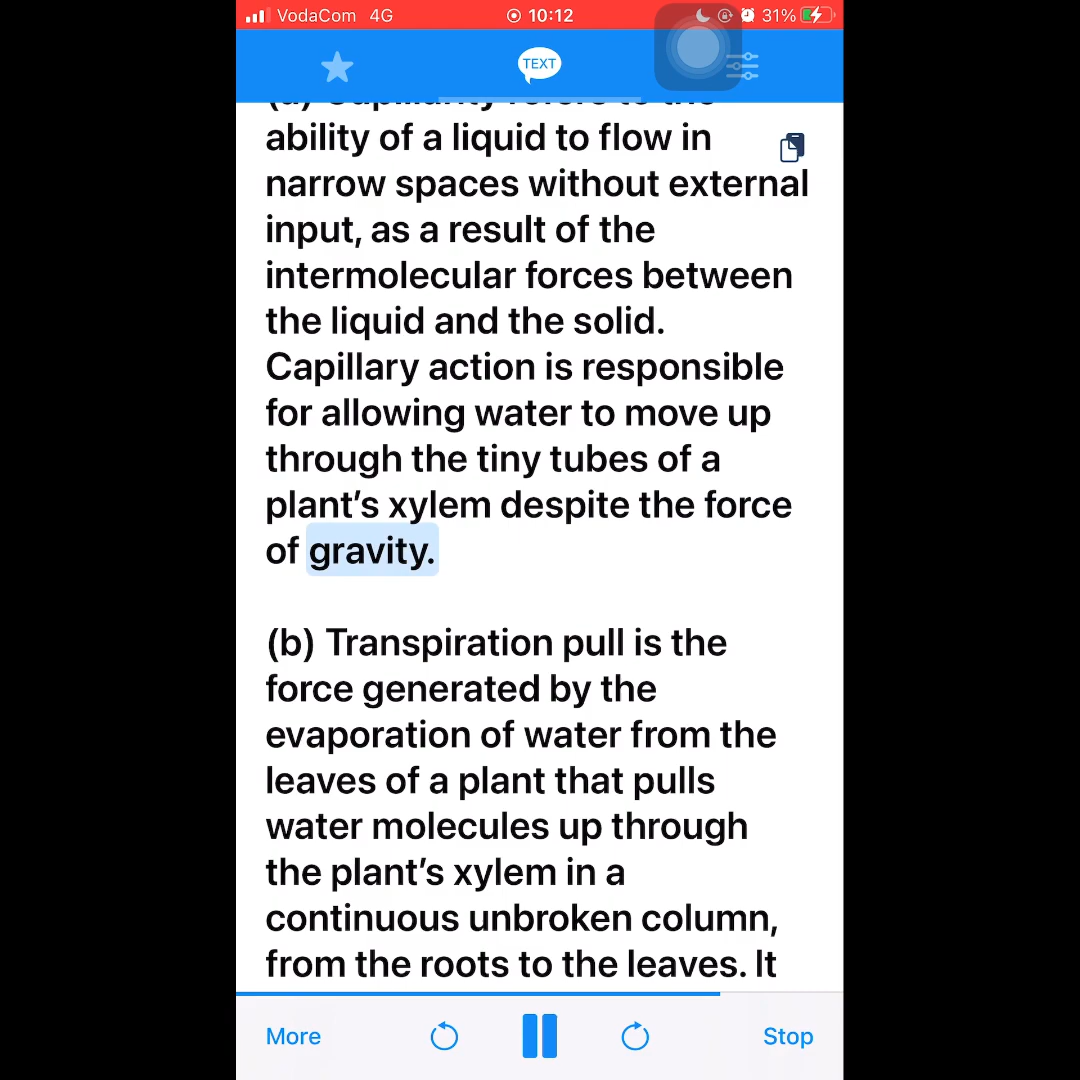 VodaCom 4G 10:12 31%
TEXT
(a) Capillarity refers to the
ability of a liquid to flow in
narrow spaces without external
input, as a result of the
intermolecular forces between
the liquid and the solid.
Capillary action is responsible
for allowing water to move up
through the tiny tubes of a
plant's xylem despite the force
of gravity.
(b) Transpiration pull is the
force generated by the
evaporation of water from the
leaves of a plant that pulls
water molecules up through
the plant's xylem in a
continuous unbroken column,
from the roots to the leaves. It
More Stop